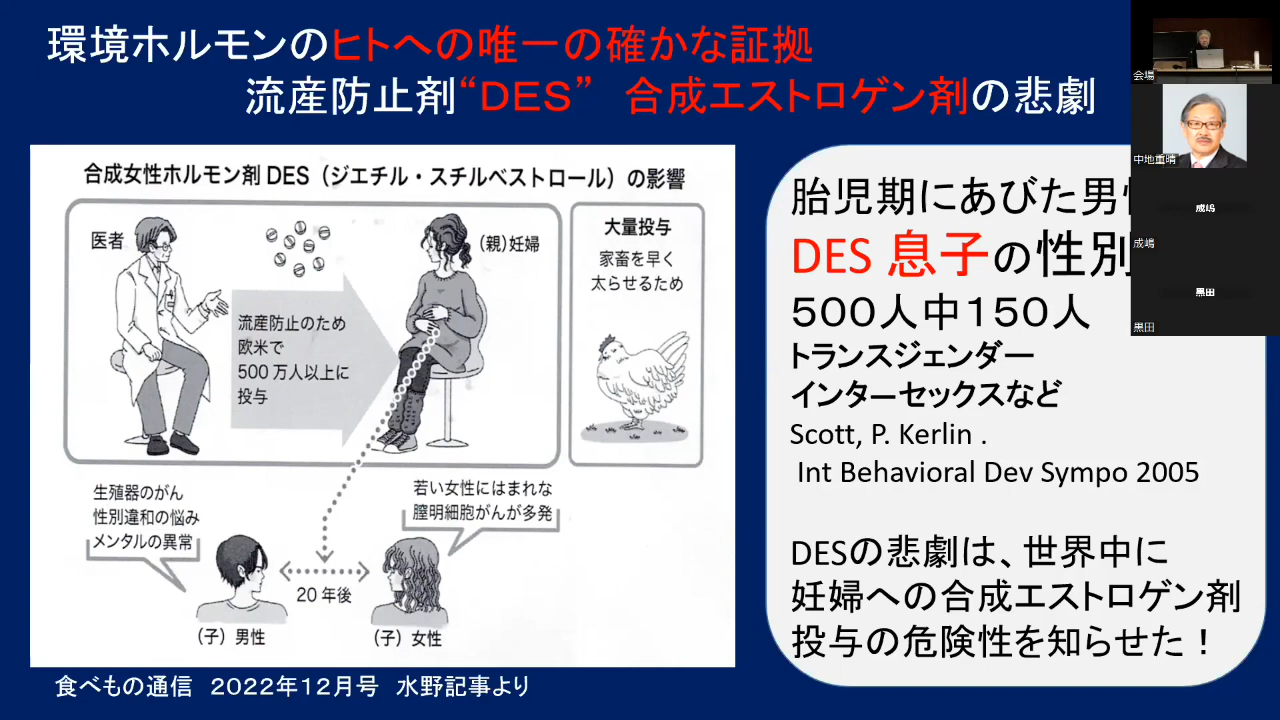 環境ホルモンのヒトへの唯一の確かな証拠
流産防止剤“DES” 合成エストロゲン剤の悲劇
合成女性ホルモン剤 DES（ジエチル・スチルベストロール）の影響
医者
（親）妊婦
流産防止のため
欧米で
500 万人以上に
投与
大量投与
家畜を早く
太らせるため
生殖器のがん
性別違和の悩み
メンタルの異常
若い女性にはまれな
膣明細胞がんが多発
20 年後
（子）男性
（子）女性
食べもの通信 2022年12月号 水野記事より
胎児期にあびた男
DES 息子の性別
500人中150人
トランスジェンダー
インターセックスなど
Scott, P. Kerlin .
Int Behavioral Dev Sympo 2005
DESの悲劇は、世界中に
妊婦への合成エストロゲン剤
投与の危険性を知らせた！
会場
中地重晴
成嶋
成嶋
黒田
黒田